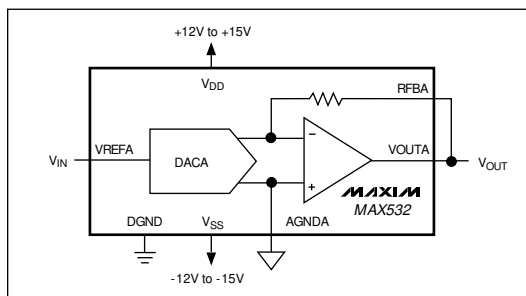 +12V to +15V
VDD
RFBA
VIN
VREFA
DACA
−
+
VOUTA
VOUT
MAXIM
MAX532
DGND
VSS
AGNDA
-12V to -15V